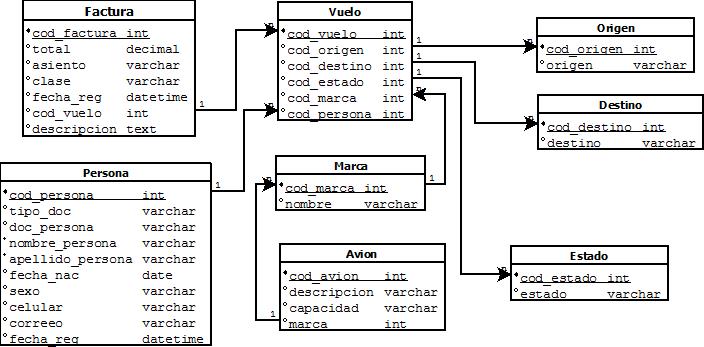 Factura
cod_factura int
total decimal
asiento varchar
clase varchar
fecha_reg datetime
cod_vuelo int
descripcion text
1
Vuelo
cod_vuelo int
cod_origen int
cod_destino int
cod_estado int
cod_marca int
cod_persona int
1
1
1
Origen
cod_origen int
origen varchar
Destino
cod_destino int
destino varchar
Persona
cod_persona int
tipo_doc varchar
doc_persona varchar
nombre_persona varchar
apellido_persona varchar
fecha_nac date
sexo varchar
celular varchar
correeo varchar
fecha_reg datetime
1
Marca
cod_marca int
nombre varchar
1
Avion
cod_avion int
descripcion varchar
capacidad varchar
marca int
1
Estado
cod_estado int
estado varchar